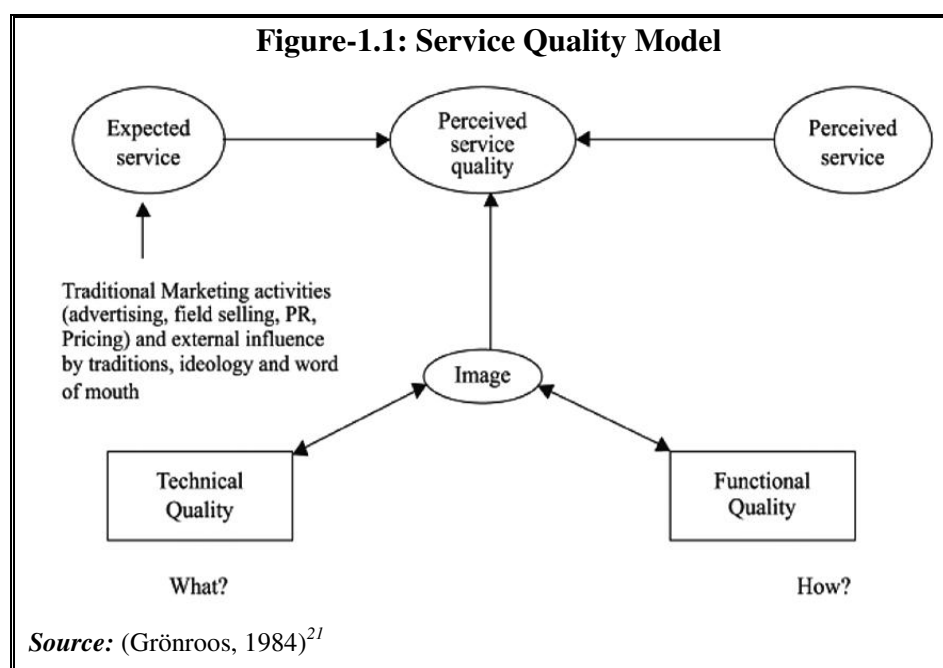 Figure-1.1: Service Quality Model
Expected
service
Perceived
service
quality
Perceived
service
Traditional Marketing activities
(advertising, field selling, PR,
Pricing) and external influence
by traditions, ideology and word
of mouth
Image
Technical
Quality
Functional
Quality
What?
How?
Source: (Grönroos, 1984)21